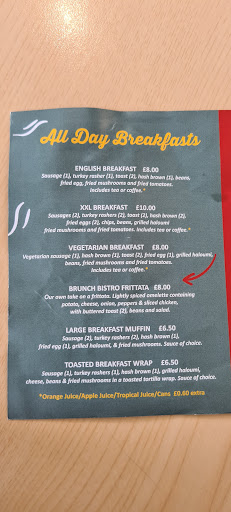 All Day Breakfasts
ENGLISH BREAKFAST £8.00
Sausage (1), turkey rasher (1), toast (2), hash brown (1), beans,
fried egg, fried mushrooms and fried tomatoes.
Includes tea or coffee.*
XXL BREAKFAST £10.00
Sausages (2), turkey rashers (2), toast (2), hash brown (2),
fried eggs (2), chips, beans, grilled haloumi
fried mushrooms and fried tomatoes. Includes tea or coffee.*
VEGETARIAN BREAKFAST £8.00
Vegetarian sausage (1), hash brown (1), toast (2), fried egg (1), grilled haloumi,
beans, fried mushrooms and fried tomatoes.
Includes tea or coffee.*
BRUNCH BISTRO FRITTATA £8.00
Our own take on a frittata. Lightly spiced omelette containing
potato, cheese, onion, peppers & sliced chicken,
with buttered toast (2), beans and salad.
LARGE BREAKFAST MUFFIN £6.50
Sausage (2), turkey rashers (2), hash brown (1),
fried egg (1), grilled haloumi, & fried mushrooms. Sauce of choice.
TOASTED BREAKFAST WRAP £6.50
Sausage (1), turkey rashers (1), hash brown (1), grilled haloumi,
cheese, beans & fried mushrooms in a toasted tortilla wrap. Sauce of choice.
*Orange Juice/Apple Juice/Tropical Juice/Cans £0.60 extra